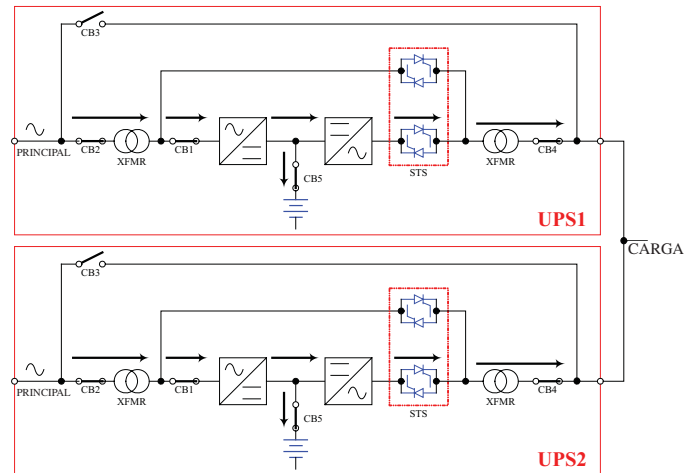 CB3
PRINCIPAL
CB2
XFMR
CB1
CB5
STS
XFMR
CB4
UPS1
CARGA
CB3
PRINCIPAL
CB2
XFMR
CB1
CB5
STS
XFMR
CB4
UPS2